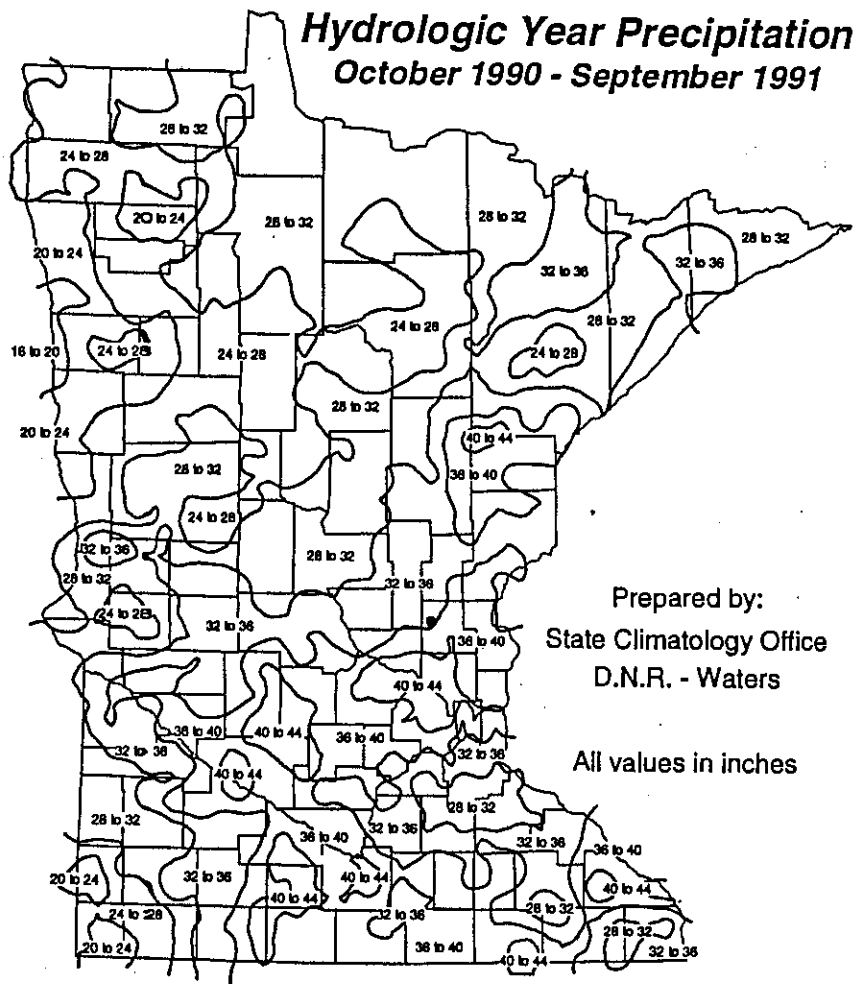 Hydrologic Year Precipitation
October 1990 - September 1991
28 to 32
24 to 28
20 to 24
28 to 32
28 to 32
28 to 32
20 to 24
32 to 36
32 to 36
28 to 32
24 to 28
16 to 20
24 to 28
24 to 28
24 to 28
28 to 32
20 to 24
40 to 44
28 to 32
36 to 40
24 to 28
32 to 36
28 to 32
28 to 32
32 to 36
24 to 28
32 to 36
36 to 40
Prepared by:
State Climatology Office
D.N.R. - Waters
40 to 44
36 to 40
40 to 44
36 to 40
32 to 36
32 to 36
All values in inches
40 to 44
28 to 32
28 to 32
36 to 40
32 to 36
32 to 36
36 to 40
20 to 24
32 to 36
40 to 44
40 to 44
40 to 44
24 to 28
32 to 36
28 to 32
28 to 32
20 to 24
36 to 40
40 to 44
32 to 36